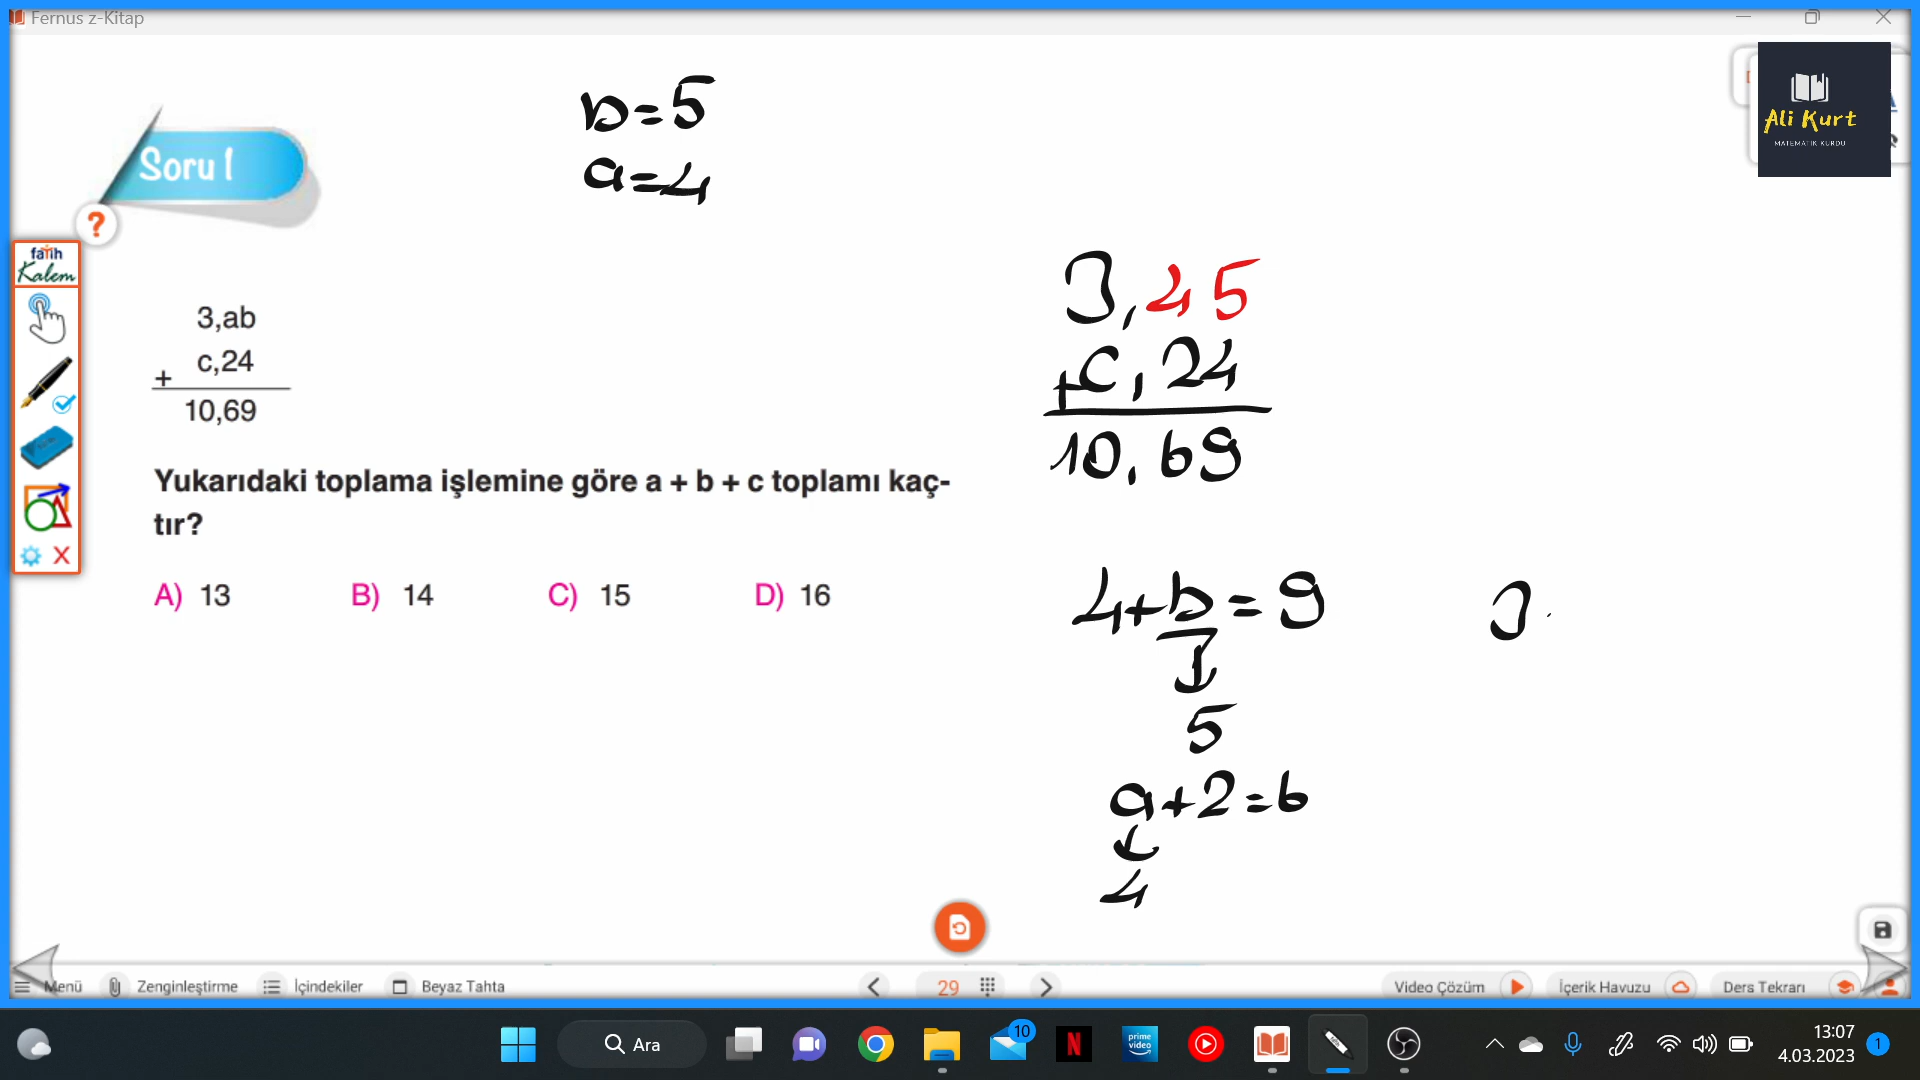 Fernus z-Kitap
b=5
a=4
Ali Kurt
MATEMATIK KURDU
Soru 1
?
fatih
Kalem
3,ab
c,24
+
10,69
3,45
+c,24
10,69
Yukarıdaki toplama işlemine göre a + b + c toplamı kaç-
tır?
A) 13 B) 14 C) 15 D) 16
4+b=9
3
5
a+2=6
4
Menü Zenginleştirme İçindekiler Beyaz Tahta 29 Video Çözüm İçerik Havuzu Ders Tekrarı
Ara
10
prime video
13:07
4.03.2023
1